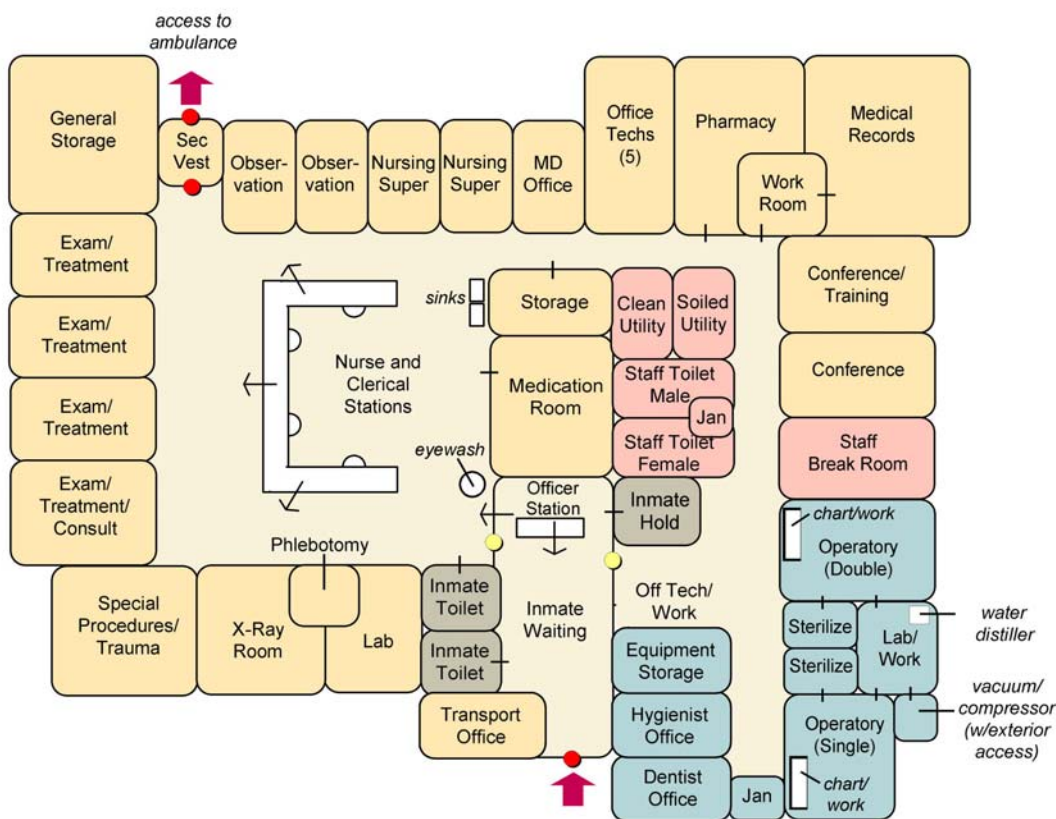 access to
ambulance
General
Storage
Sec
Vest
Obser-
vation
Obser-
vation
Nursing
Super
Nursing
Super
MD
Office
Office
Techs
(5)
Pharmacy
Medical
Records
Work
Room
Exam/
Treatment
Exam/
Treatment
Exam/
Treatment
Exam/
Treatment/
Consult
sinks
Nurse and
Clerical
Stations
eyewash
Storage
Clean
Utility
Soiled
Utility
Medication
Room
Staff Toilet
Male
Jan
Staff Toilet
Female
Conference/
Training
Conference
Staff
Break Room
Officer
Station
Inmate
Hold
chart/work
Operatory
(Double)
Phlebotomy
Special
Procedures/
Trauma
X-Ray
Room
Lab
Inmate
Toilet
Inmate
Toilet
Inmate
Waiting
Off Tech/
Work
Sterilize
Sterilize
Lab/
Work
water
distiller
Equipment
Storage
Transport
Office
Hygienist
Office
Operatory
(Single)
vacuum/
compressor
(w/exterior
access)
Dentist
Office
Jan
chart/
work